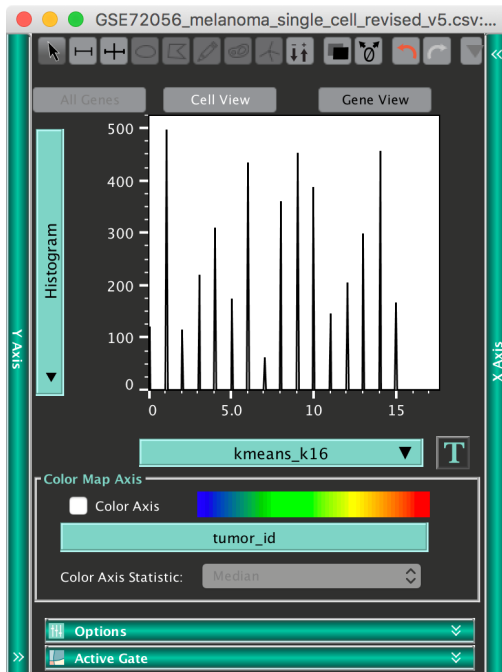 GSE72056_melanoma_single_cell_revised_v5.csv:...
All Genes
Cell View
Gene View
Y Axis
X Axis
Histogram
500
400
300
200
100
0
0
5.0
10
15
kmeans_k16
T
Color Map Axis
Color Axis
tumor_id
Color Axis Statistic:
Median
Options
Active Gate